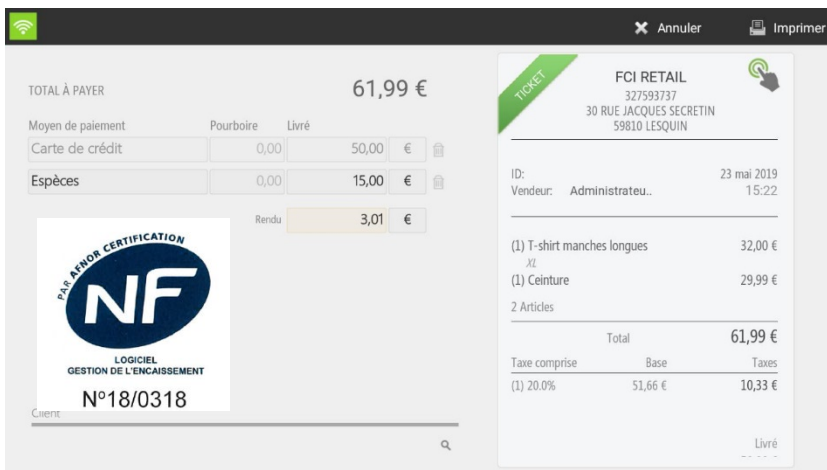 Annuler
Imprimer
TOTAL À PAYER 61,99 €
Moyen de paiement Pourboire Livré
Carte de crédit 0,00 50,00 €
Espèces 0,00 15,00 €
Rendu 3,01 €
PAR AFNOR CERTIFICATION
NF
LOGICIEL
GESTION DE L'ENCAISSEMENT
N°18/0318
Client
TICKET
FCI RETAIL
327593737
30 RUE JACQUES SECRETIN
59810 LESQUIN
ID: 23 mai 2019
Vendeur: Administrateu.. 15:22
(1) T-shirt manches longues 32,00 €
XL
(1) Ceinture 29,99 €
2 Articles
Total 61,99 €
Taxe comprise Base Taxes
(1) 20.0% 51,66 € 10,33 €
Livré